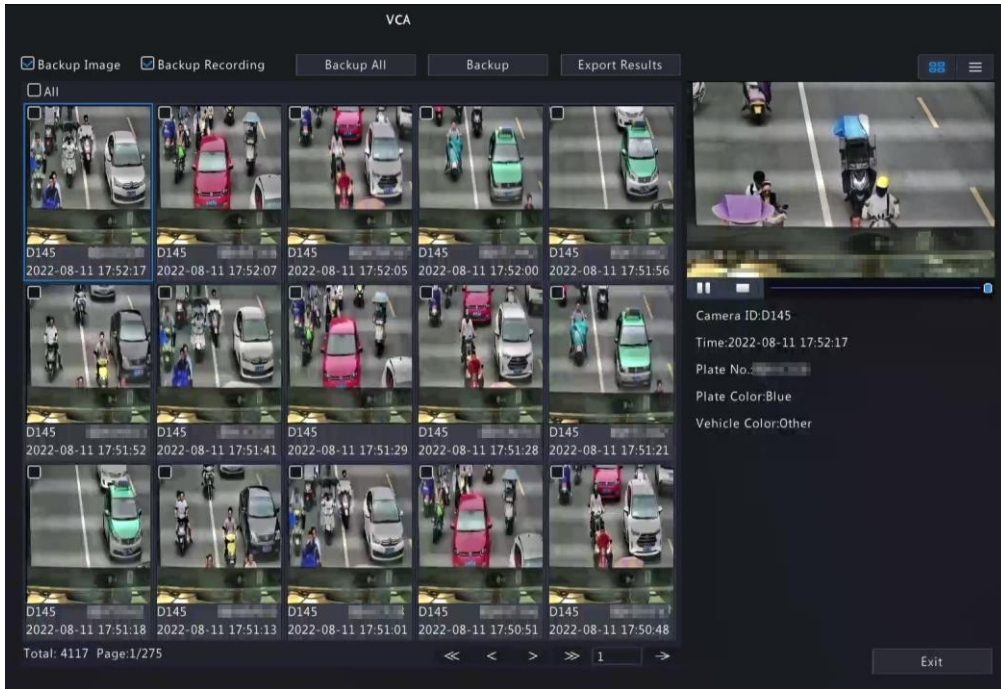 VCA
Backup Image Backup Recording Backup All Backup Export Results
All
D145 D145 D145 D145 D145
2022-08-11 17:52:17 2022-08-11 17:52:07 2022-08-11 17:52:05 2022-08-11 17:52:00 2022-08-11 17:51:56
D145 D145 D145 D145 D145
2022-08-11 17:51:52 2022-08-11 17:51:41 2022-08-11 17:51:29 2022-08-11 17:51:28 2022-08-11 17:51:21
D145 D145 D145 D145 D145
2022-08-11 17:51:18 2022-08-11 17:51:13 2022-08-11 17:51:01 2022-08-11 17:50:51 2022-08-11 17:50:48
Total: 4117 Page:1/275
1
Camera ID:D145
Time:2022-08-11 17:52:17
Plate No.:
Plate Color:Blue
Vehicle Color:Other
Exit